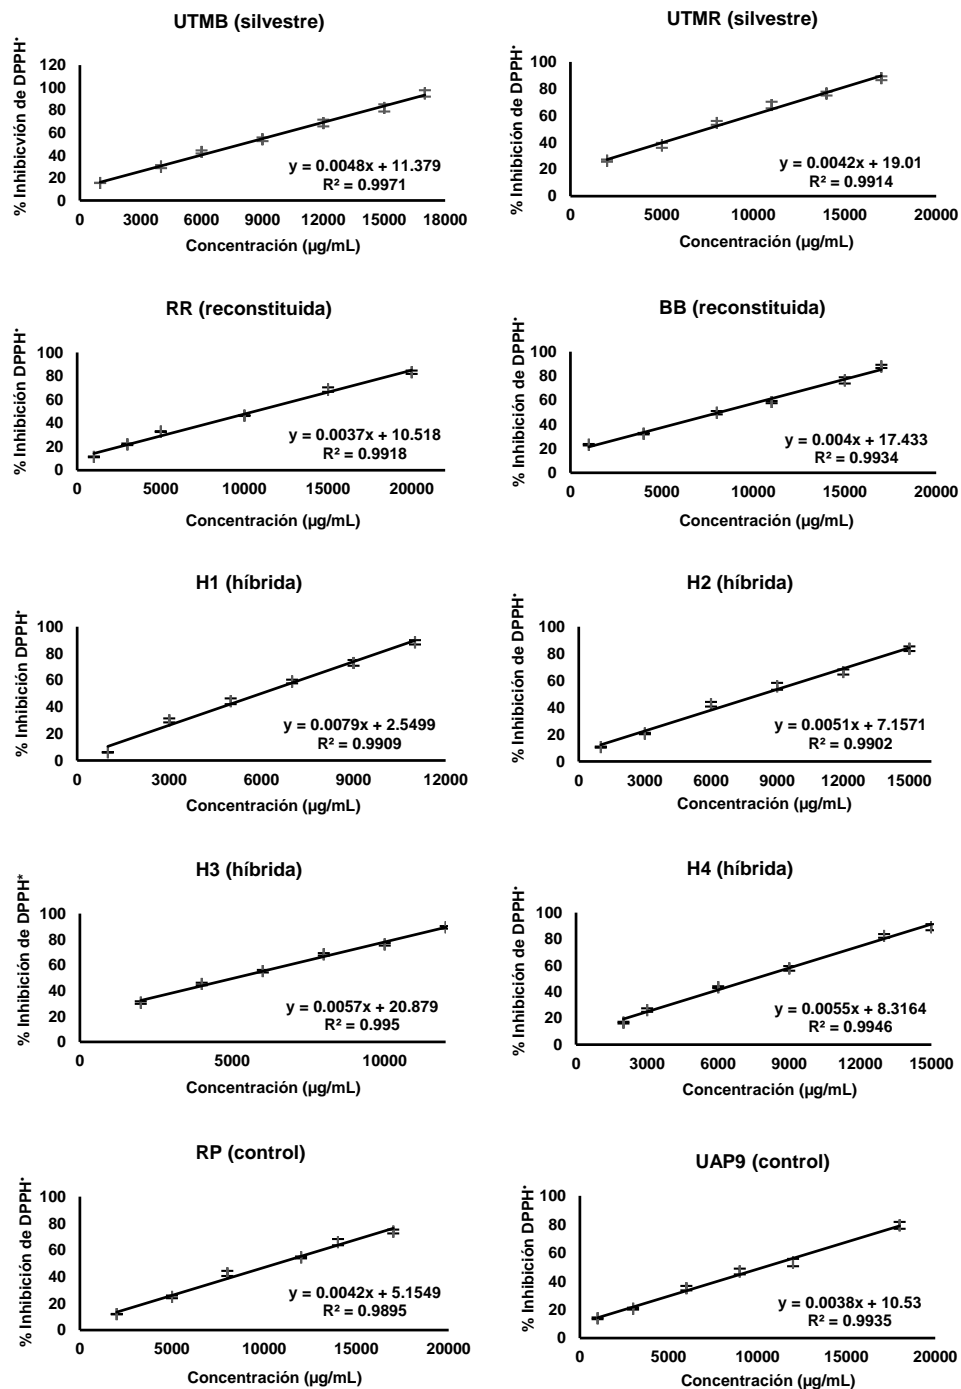 UTMB (silvestre)
% Inhibicvión de DPPH•
120
100
80
60
40
20
0
y = 0.0048x + 11.379
R² = 0.9971
0 3000 6000 9000 12000 15000 18000
Concentración (µg/mL)
UTMR (silvestre)
% Inhibición de DPPH•
100
80
60
40
20
0
y = 0.0042x + 19.01
R² = 0.9914
0 5000 10000 15000 20000
Concentración (µg/mL)
RR (reconstituida)
% Inhibición DPPH•
100
80
60
40
20
0
y = 0.0037x + 10.518
R² = 0.9918
0 5000 10000 15000 20000
Concentración (µg/mL)
BB (reconstituida)
% Inhibición de DPPH•
100
80
60
40
20
0
y = 0.004x + 17.433
R² = 0.9934
0 5000 10000 15000 20000
Concentración (µg/mL)
H1 (híbrida)
% Inhibición DPPH•
100
80
60
40
20
0
y = 0.0079x + 2.5499
R² = 0.9909
0 3000 6000 9000 12000
Concentración (µg/mL)
H2 (híbrida)
% Inhibición de DPPH•
100
80
60
40
20
0
y = 0.0051x + 7.1571
R² = 0.9902
0 3000 6000 9000 12000 15000
Concentración (µg/mL)
H3 (híbrida)
% Inhibición de DPPH*
100
80
60
40
20
0
y = 0.0057x + 20.879
R² = 0.995
0 5000 10000
Concentración (µg/mL)
H4 (híbrida)
% Inhibición de DPPH•
100
80
60
40
20
0
y = 0.0055x + 8.3164
R² = 0.9946
0 3000 6000 9000 12000 15000
Concentración (µg/mL)
RP (control)
% Inhibición de DPPH•
100
80
60
40
20
0
y = 0.0042x + 5.1549
R² = 0.9895
0 5000 10000 15000 20000
Concentración (µg/mL)
UAP9 (control)
% Inhibición DPPH•
100
80
60
40
20
0
y = 0.0038x + 10.53
R² = 0.9935
0 5000 10000 15000 20000
Concentración (µg/mL)